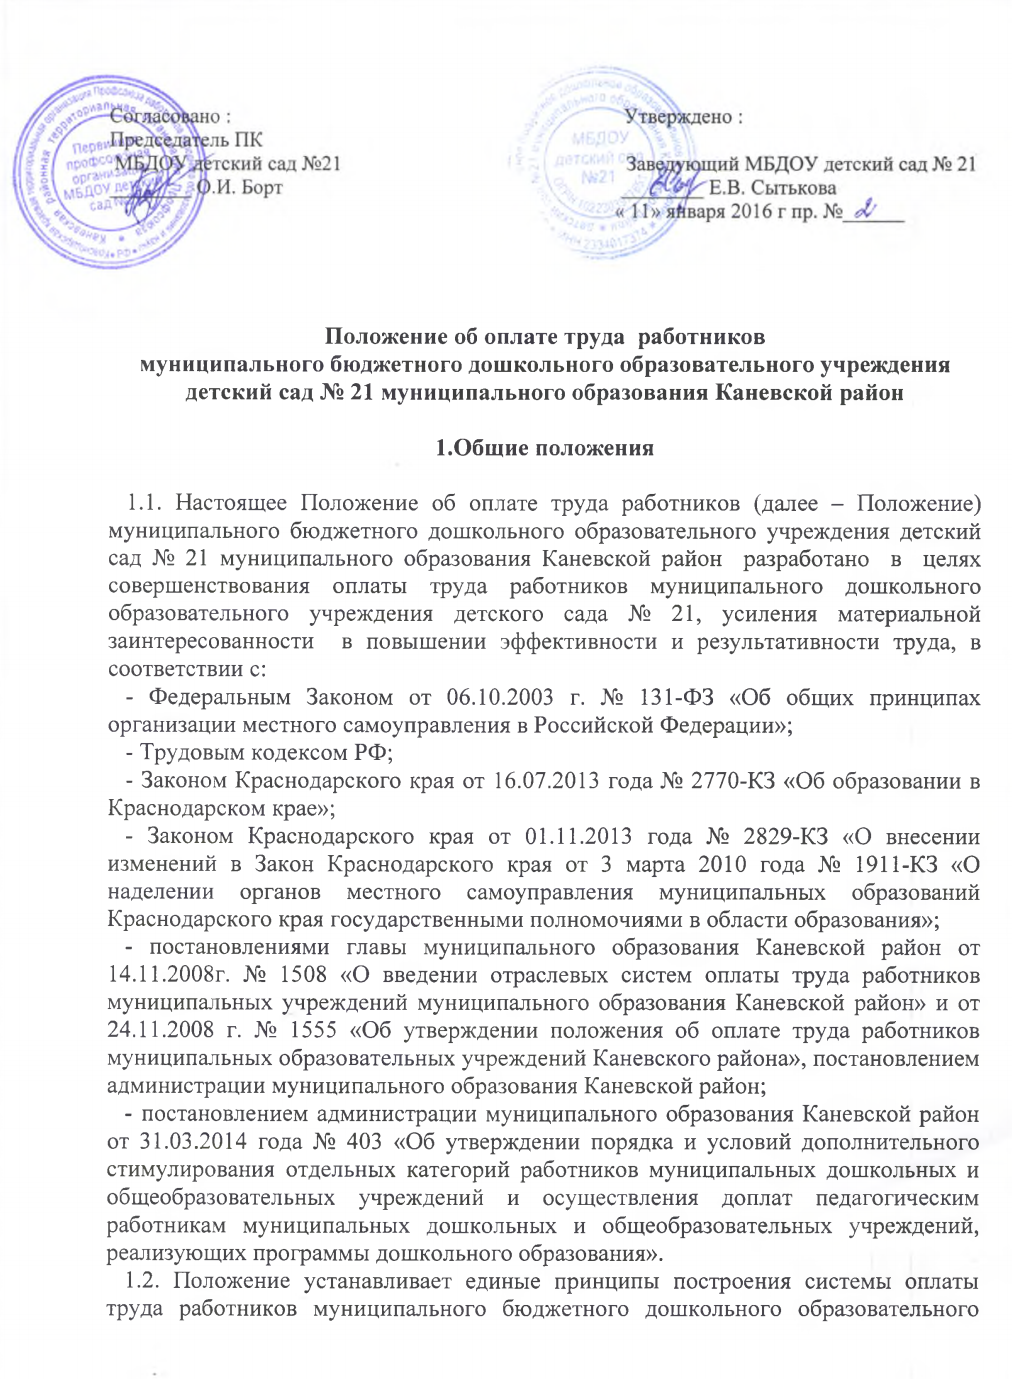 Согласовано :
Председатель ПК
МБДОУ детский сад №21
О.И. Борт
Утверждено :
Заведующий МБДОУ детский сад № 21
Е.В. Сытькова
« 11» января 2016 г пр. № 2
Первичная
профсоюзная
организация
МБДОУ детский
сад
МБДОУ
детский сад
№21
Положение об оплате труда работников
муниципального бюджетного дошкольного образовательного учреждения
детский сад № 21 муниципального образования Каневской район
1.Общие положения
1.1. Настоящее Положение об оплате труда работников (далее – Положение)
муниципального бюджетного дошкольного образовательного учреждения детский
сад № 21 муниципального образования Каневской район разработано в целях
совершенствования оплаты труда работников муниципального дошкольного
образовательного учреждения детского сада № 21, усиления материальной
заинтересованности в повышении эффективности и результативности труда, в
соответствии с:
- Федеральным Законом от 06.10.2003 г. № 131-ФЗ «Об общих принципах
организации местного самоуправления в Российской Федерации»;
- Трудовым кодексом РФ;
- Законом Краснодарского края от 16.07.2013 года № 2770-КЗ «Об образовании в
Краснодарском крае»;
- Законом Краснодарского края от 01.11.2013 года № 2829-КЗ «О внесении
изменений в Закон Краснодарского края от 3 марта 2010 года № 1911-КЗ «О
наделении органов местного самоуправления муниципальных образований
Краснодарского края государственными полномочиями в области образования»;
- постановлениями главы муниципального образования Каневской район от
14.11.2008г. № 1508 «О введении отраслевых систем оплаты труда работников
муниципальных учреждений муниципального образования Каневской район» и от
24.11.2008 г. № 1555 «Об утверждении положения об оплате труда работников
муниципальных образовательных учреждений Каневского района», постановлением
администрации муниципального образования Каневской район;
- постановлением администрации муниципального образования Каневской район
от 31.03.2014 года № 403 «Об утверждении порядка и условий дополнительного
стимулирования отдельных категорий работников муниципальных дошкольных и
общеобразовательных учреждений и осуществления доплат педагогическим
работникам муниципальных дошкольных и общеобразовательных учреждений,
реализующих программы дошкольного образования».
1.2. Положение устанавливает единые принципы построения системы оплаты
труда работников муниципального бюджетного дошкольного образовательного